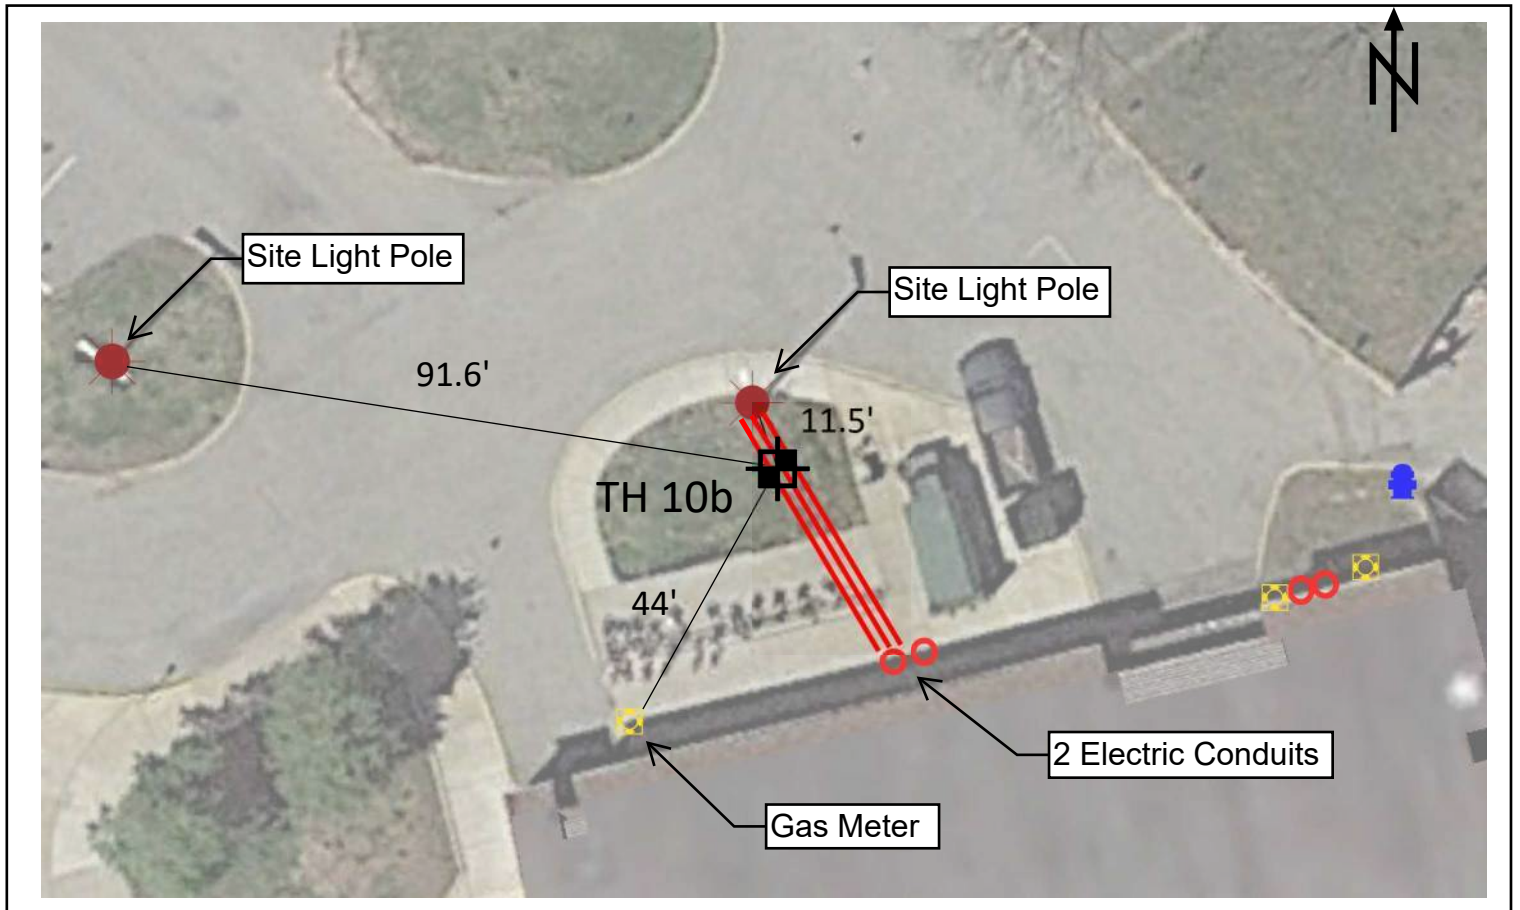 N
Site Light Pole
Site Light Pole
91.6'
11.5'
TH 10b
44'
2 Electric Conduits
Gas Meter